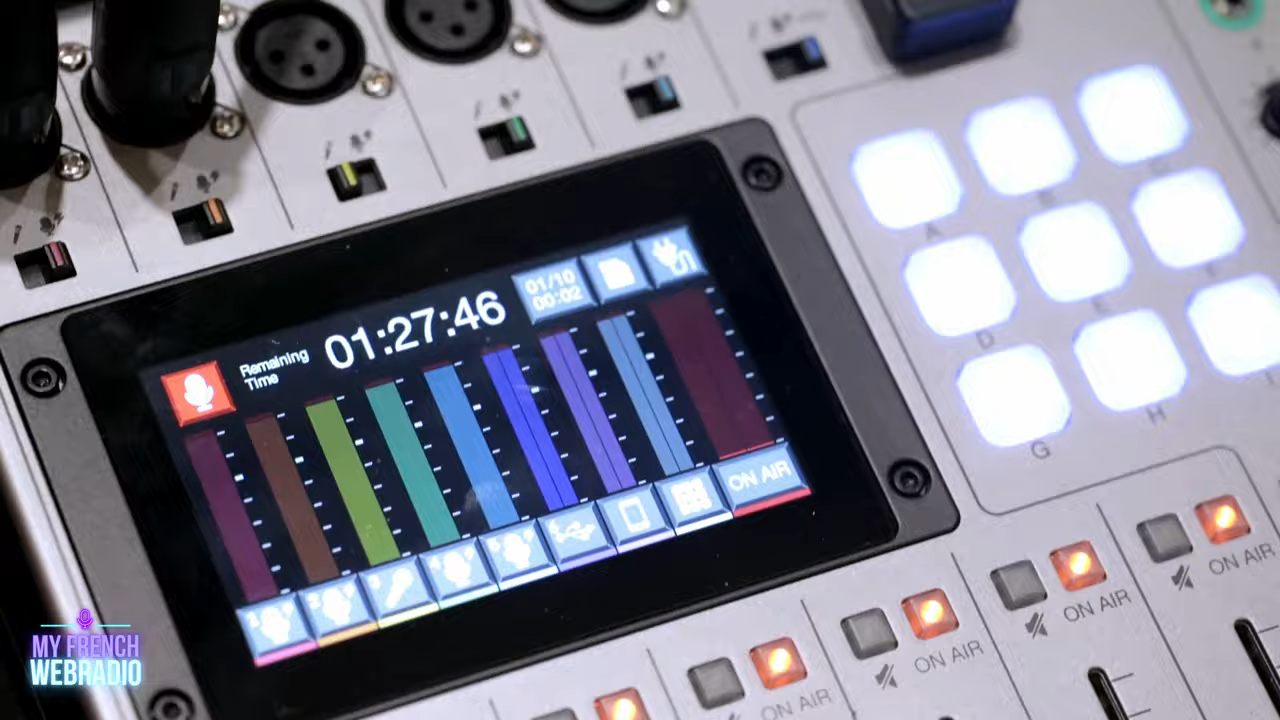 Remaining
Time
01:27:46
01/10
00:02
ON AIR
A
D
E
G
H
ON AIR
ON AIR
ON AIR
ON AIR
MY FRENCH
WEBRADIO